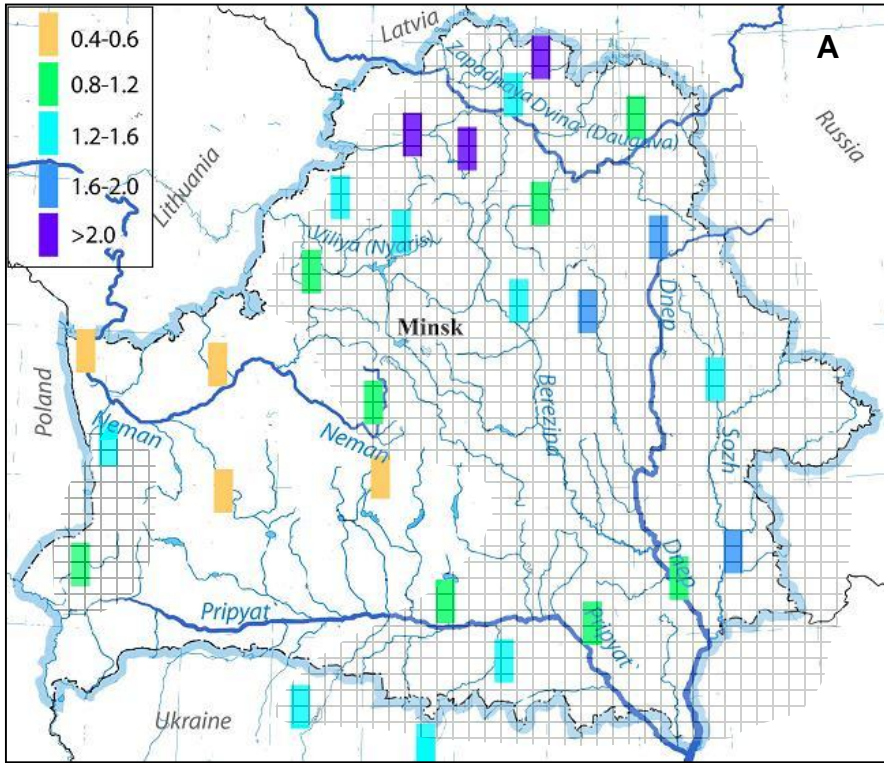 0.4-0.6
0.8-1.2
1.2-1.6
1.6-2.0
>2.0
A
Latvia
Russia
Lithuania
Poland
Ukraine
Zapadnaya Dvina (Daugava)
Viliya (Nyaris)
Minsk
Dnep
Berezina
Neman
Neman
Sozh
Dnep
Pripyat
Pripyat